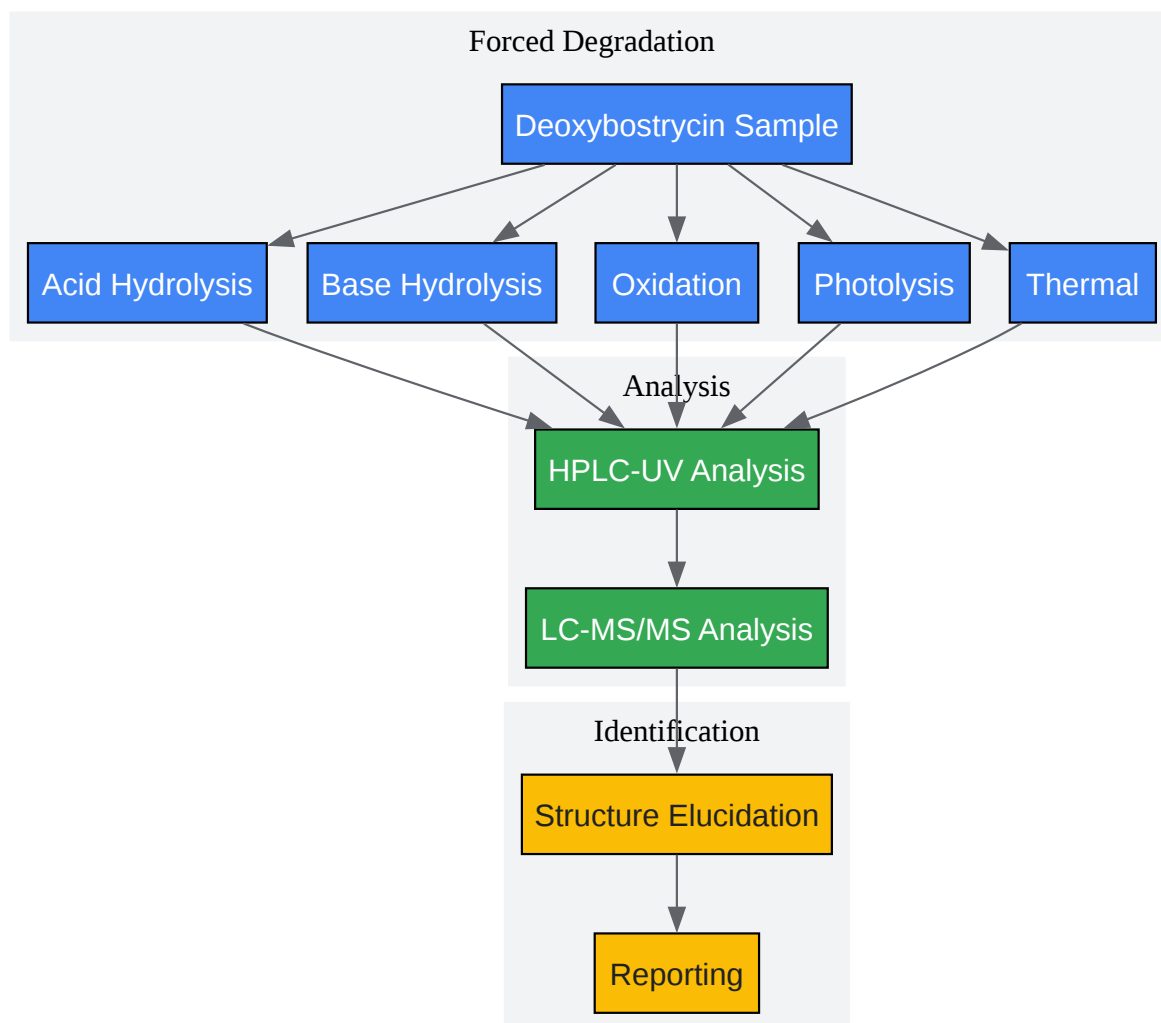 Forced Degradation
Deoxybostrycin Sample
Acid Hydrolysis
Base Hydrolysis
Oxidation
Photolysis
Thermal
Analysis
HPLC-UV Analysis
LC-MS/MS Analysis
Identification
Structure Elucidation
Reporting